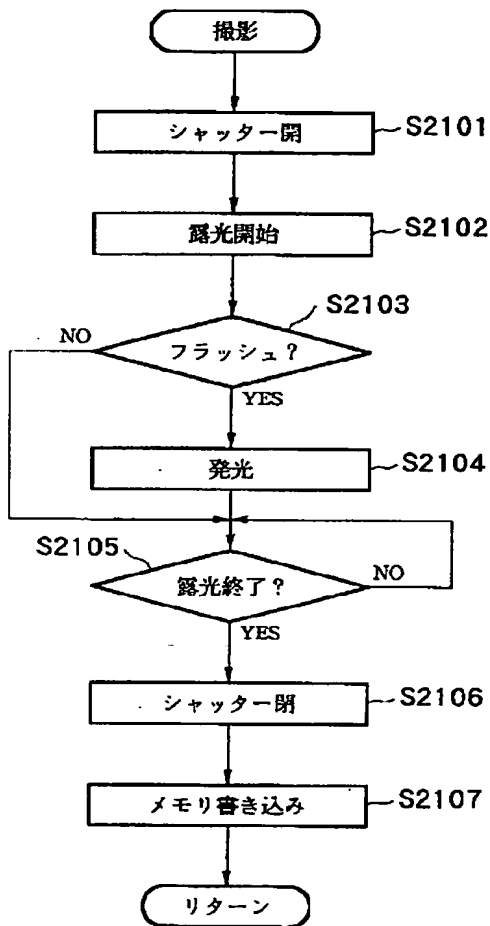 撮影
シャッター開
S2101
露光開始
S2102
S2103
NO
フラッシュ？
YES
発光
S2104
S2105
露光終了？
NO
YES
シャッター閉
S2106
メモリ書き込み
S2107
リターン